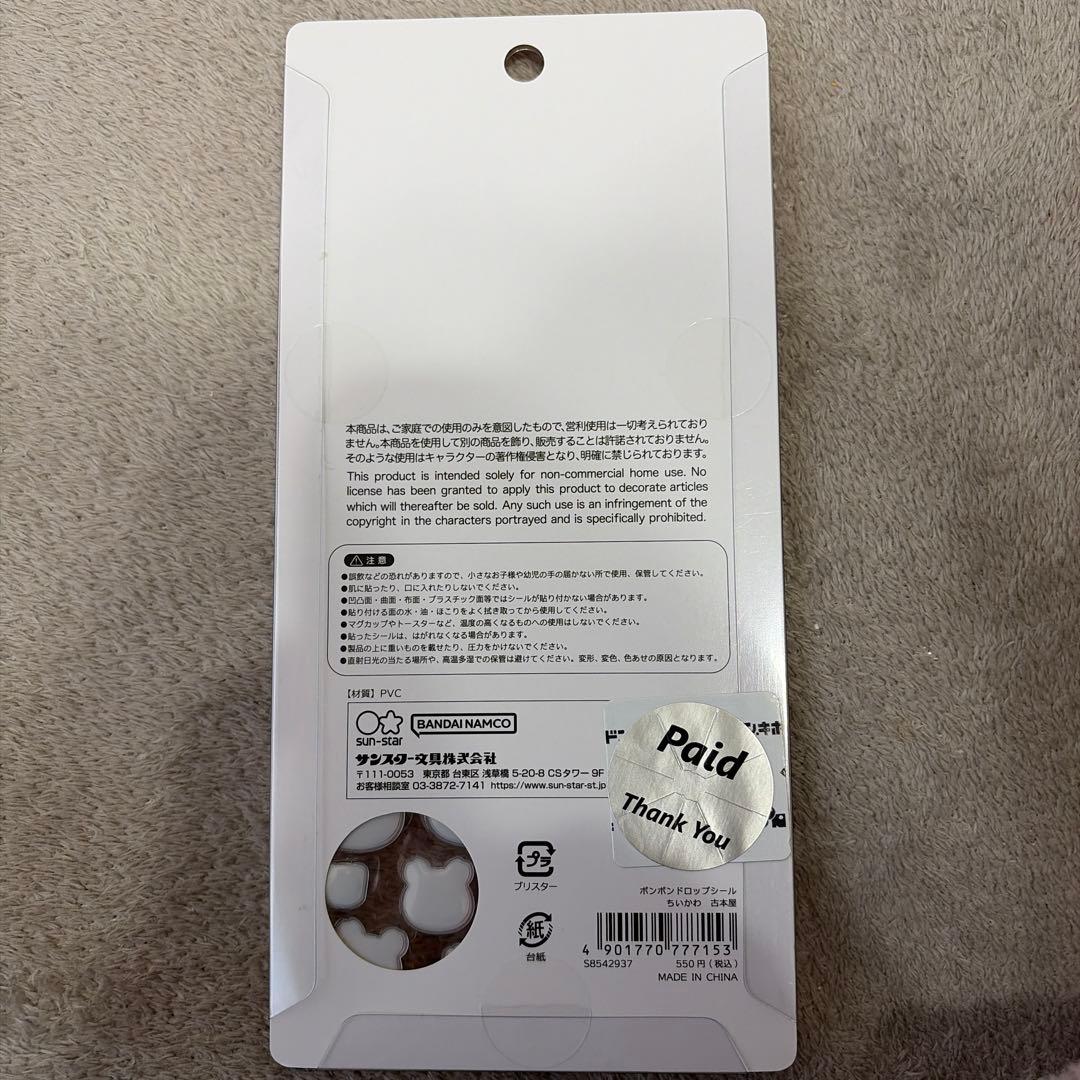 本商品は、ご家庭での使用のみを意図したもので、営利使用は一切考えられており
ません。本商品を使用して別の商品を飾り、販売することは許諾されておりません。
そのような使用はキャラクターの著作権侵害となり、明確に禁じられております。
This product is intended solely for non-commercial home use. No
license has been granted to apply this product to decorate articles
which will thereafter be sold. Any such use is an infringement of the
copyright in the characters portrayed and is specifically prohibited.
注意
●誤飲などの恐れがありますので、小さなお子様や幼児の手の届かない所で使用、保管してください。
●肌に貼ったり、口に入れたりしないでください。
●凹凸面・曲面・布面・プラスチック面等ではシールが貼り付かない場合があります。
●貼り付ける面の水・油・ほこりをよく拭き取ってから使用してください。
●マグカップやトースターなど、温度の高くなるものへの使用はしないでください。
●貼ったシールは、はがれなくなる場合があります。
●製品の上に重いものを載せたり、圧力をかけないでください。
●直射日光の当たる場所や、高温多湿での保管は避けてください。変形、変色、色あせの原因となります。
【材質】PVC
sun-star
BANDAI NAMCO
サンスター文具株式会社
〒111-0053 東京都 台東区 浅草橋 5-20-8 CSタワー 9F
お客様相談室 03-3872-7141 https://www.sun-star-st.jp
Paid
Thank You
プラ
ブリスター
紙
台紙
ボンボンドロップシール
ちいかわ 古本屋
4 901770 777153
S8542937 550円(税込)
MADE IN CHINA